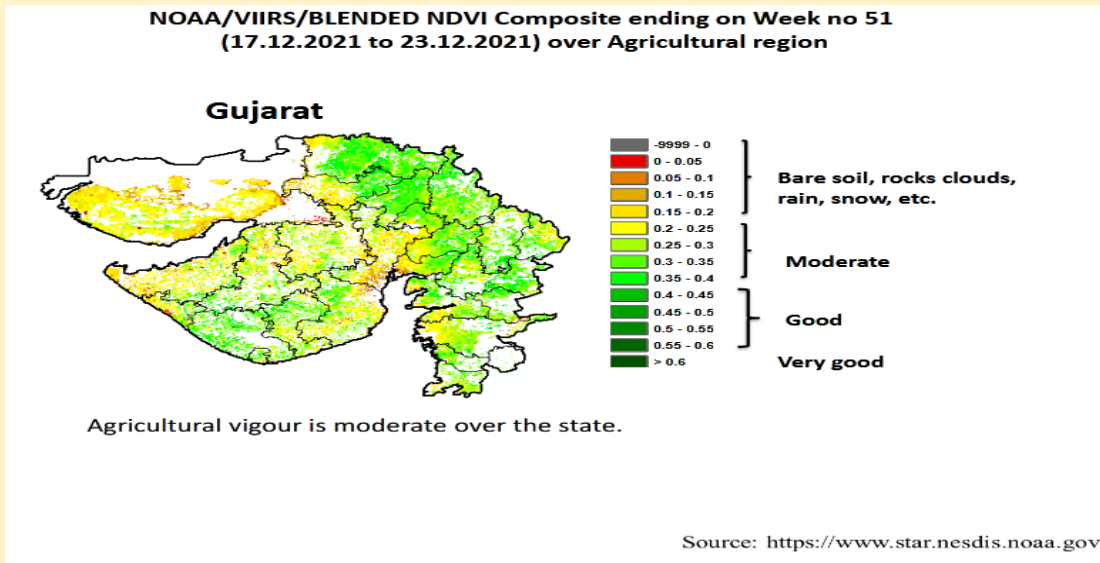 NOAA/VIIRS/BLENDED NDVI Composite ending on Week no 51
(17.12.2021 to 23.12.2021) over Agricultural region
Gujarat
-9999 - 0
0 - 0.05
0.05 - 0.1
0.1 - 0.15
0.15 - 0.2
0.2 - 0.25
0.25 - 0.3
0.3 - 0.35
0.35 - 0.4
0.4 - 0.45
0.45 - 0.5
0.5 - 0.55
0.55 - 0.6
> 0.6
Bare soil, rocks clouds,
rain, snow, etc.
Moderate
Good
Very good
Agricultural vigour is moderate over the state.
Source: https://www.star.nesdis.noaa.gov